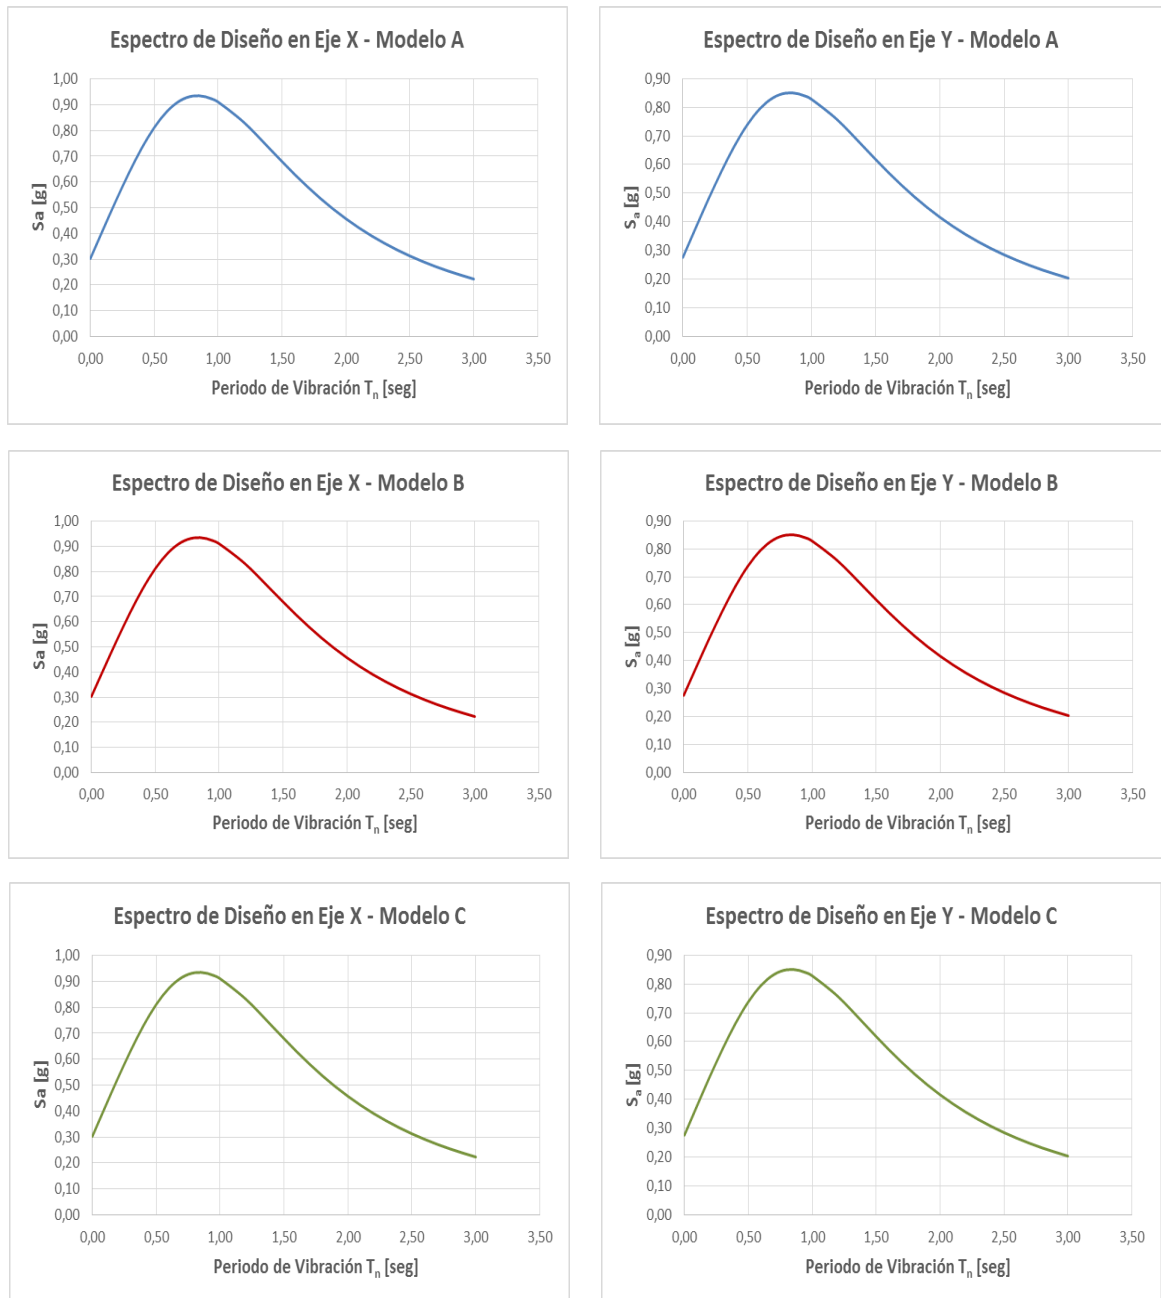 Espectro de Diseño en Eje X - Modelo A
1,00
0,90
0,80
0,70
0,60
0,50
0,40
0,30
0,20
0,10
0,00
Sa [g]
0,00 0,50 1,00 1,50 2,00 2,50 3,00 3,50
Periodo de Vibración Tn [seg]
Espectro de Diseño en Eje Y - Modelo A
0,90
0,80
0,70
0,60
0,50
0,40
0,30
0,20
0,10
0,00
Sa [g]
0,00 0,50 1,00 1,50 2,00 2,50 3,00 3,50
Periodo de Vibración Tn [seg]
Espectro de Diseño en Eje X - Modelo B
1,00
0,90
0,80
0,70
0,60
0,50
0,40
0,30
0,20
0,10
0,00
Sa [g]
0,00 0,50 1,00 1,50 2,00 2,50 3,00 3,50
Periodo de Vibración Tn [seg]
Espectro de Diseño en Eje Y - Modelo B
0,90
0,80
0,70
0,60
0,50
0,40
0,30
0,20
0,10
0,00
Sa [g]
0,00 0,50 1,00 1,50 2,00 2,50 3,00 3,50
Periodo de Vibración Tn [seg]
Espectro de Diseño en Eje X - Modelo C
1,00
0,90
0,80
0,70
0,60
0,50
0,40
0,30
0,20
0,10
0,00
Sa [g]
0,00 0,50 1,00 1,50 2,00 2,50 3,00 3,50
Periodo de Vibración Tn [seg]
Espectro de Diseño en Eje Y - Modelo C
0,90
0,80
0,70
0,60
0,50
0,40
0,30
0,20
0,10
0,00
Sa [g]
0,00 0,50 1,00 1,50 2,00 2,50 3,00 3,50
Periodo de Vibración Tn [seg]